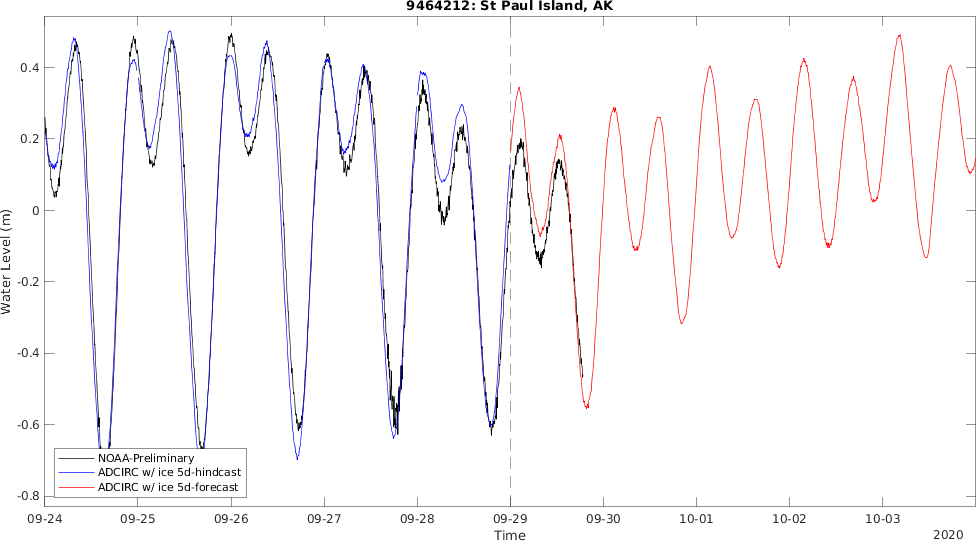 9464212: St Paul Island, AK
Water Level (m)
0.4
0.2
0
-0.2
-0.4
-0.6
-0.8
NOAA-Preliminary
ADCIRC w/ ice 5d-hindcast
ADCIRC w/ ice 5d-forecast
09-24 09-25 09-26 09-27 09-28 09-29 09-30 10-01 10-02 10-03
Time
2020